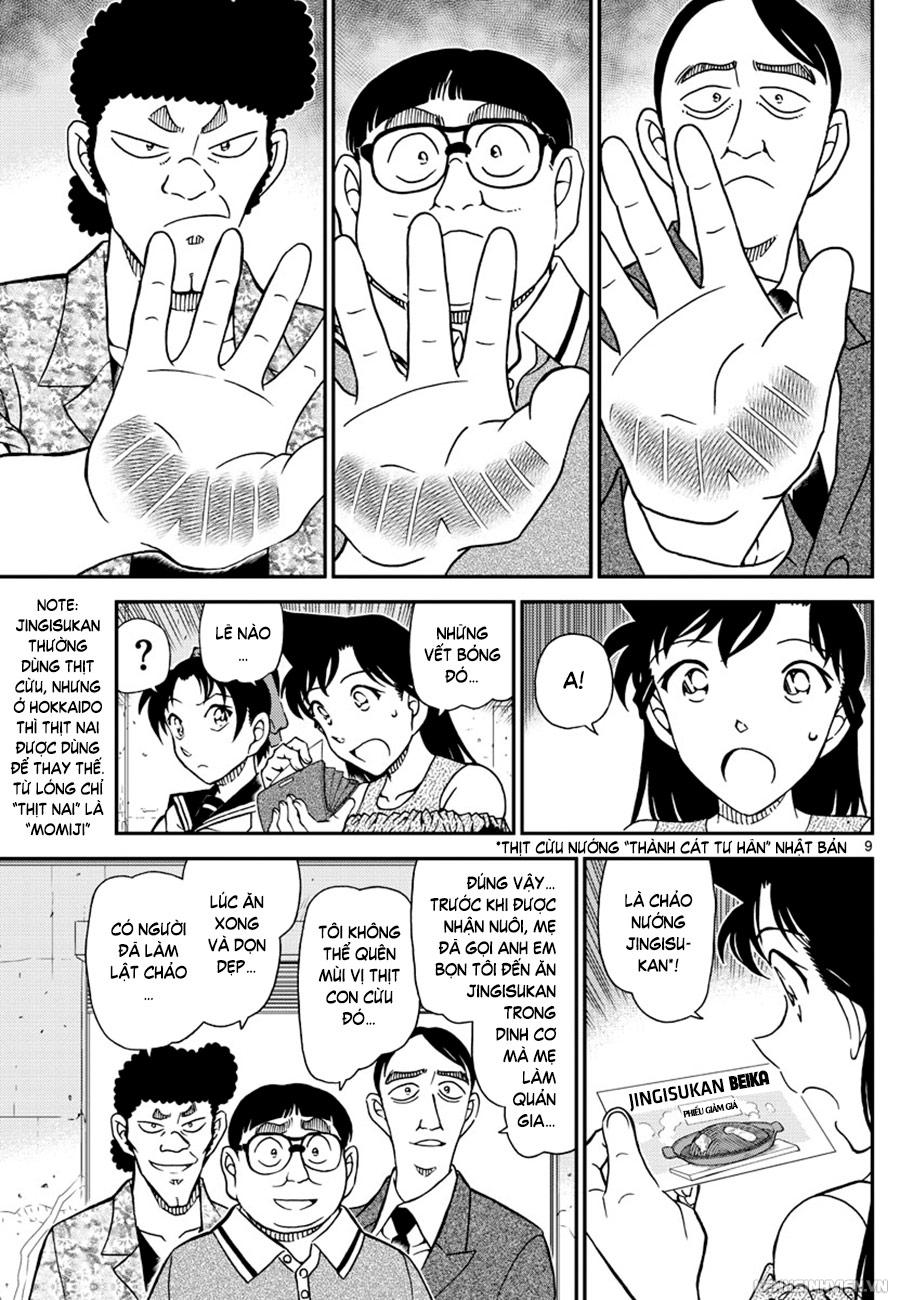 A!
NHỮNG
VẾT BÓNG
ĐÓ...
LẼ NÀO
...
?
NOTE:
JINGISUKAN
THƯỜNG
DÙNG THỊT
CỪU, NHƯNG
Ở HOKKAIDO
THÌ THỊT NAI
ĐƯỢC DÙNG
ĐỂ THAY THẾ.
TỪ LÓNG CHỈ
"THỊT NAI" LÀ
"MOMIJI"
*THỊT CỪU NƯỚNG "THÀNH CÁT TƯ HÃN" NHẬT BẢN
9
LÀ CHẢO
NƯỚNG
JINGISU-
KAN*!
JINGISUKAN BEIKA
PHIẾU GIẢM GIÁ
ĐÚNG VẬY...
TRƯỚC KHI ĐƯỢC
NHẬN NUÔI, MẸ
ĐÃ GỌI ANH EM
BỌN TÔI ĐẾN ĂN
JINGISUKAN
TRONG
DINH CƠ
MÀ MẸ
LÀM
QUẢN
GIA...
TÔI KHÔNG
THỂ QUÊN
MÙI VỊ THỊT
CON CỪU
ĐÓ...
LÚC ĂN
XONG
VÀ DỌN
DẸP...
CÓ NGƯỜI
ĐÃ LÀM
LẬT CHẢO
...